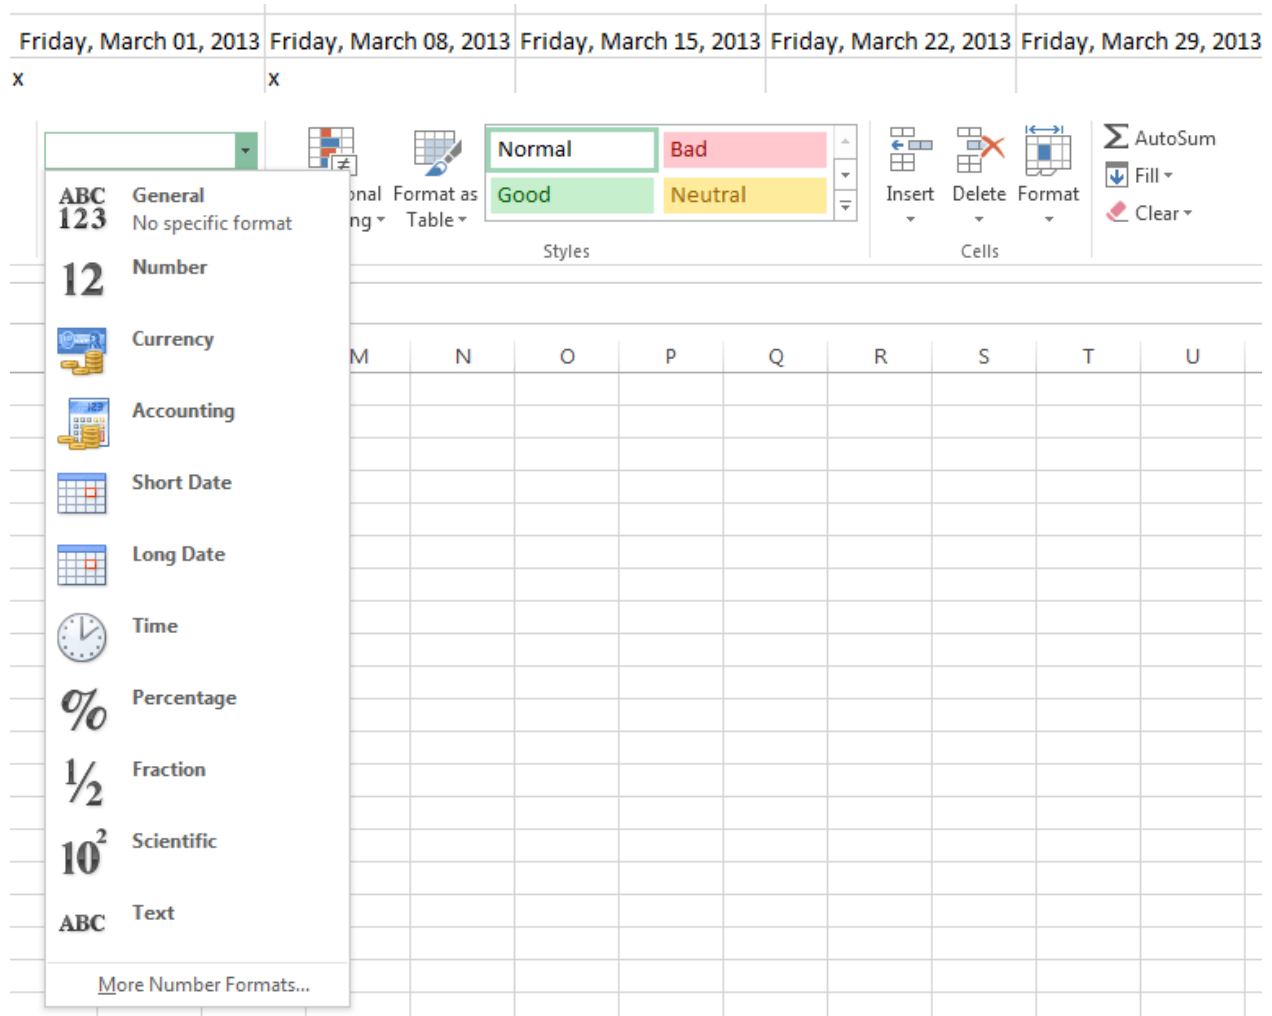 Friday, March 01, 2013 Friday, March 08, 2013 Friday, March 15, 2013 Friday, March 22, 2013 Friday, March 29, 2013
x x
ABC
123
General
No specific format
12
Number
Currency
123
Accounting
Short Date
Long Date
Time
%
Percentage
1/2
Fraction
10²
Scientific
ABC
Text
More Number Formats...
≠
onal
ng
Format as
Table
Normal
Bad
Good
Neutral
Styles
Insert
Delete
Format
Cells
Σ AutoSum
Fill
Clear
M N O P Q R S T U